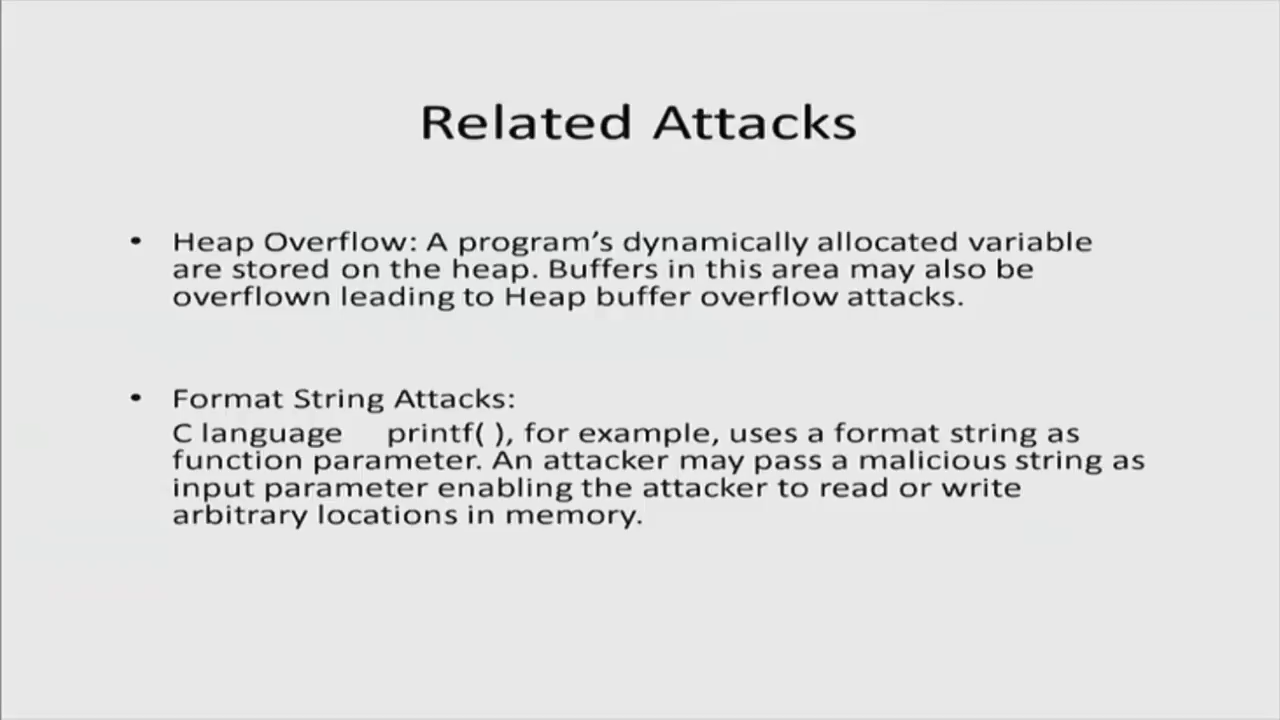 Related Attacks
• Heap Overflow: A program’s dynamically allocated variable
are stored on the heap. Buffers in this area may also be
overflown leading to Heap buffer overflow attacks.
• Format String Attacks:
C language printf( ), for example, uses a format string as
function parameter. An attacker may pass a malicious string as
input parameter enabling the attacker to read or write
arbitrary locations in memory.